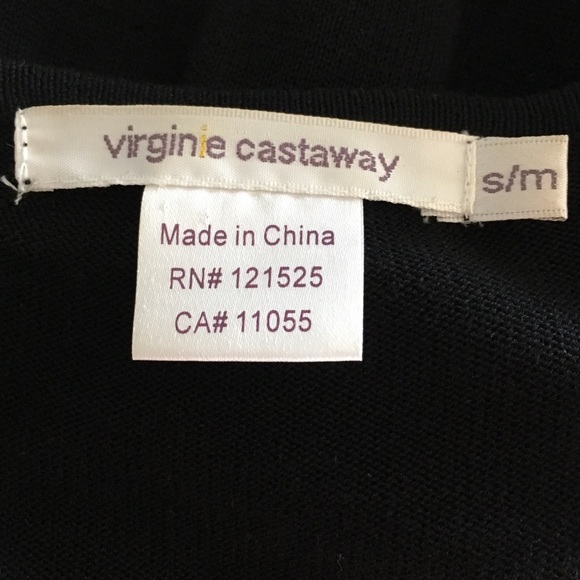 virginie castaway
s/m
Made in China
RN# 121525
CA# 11055